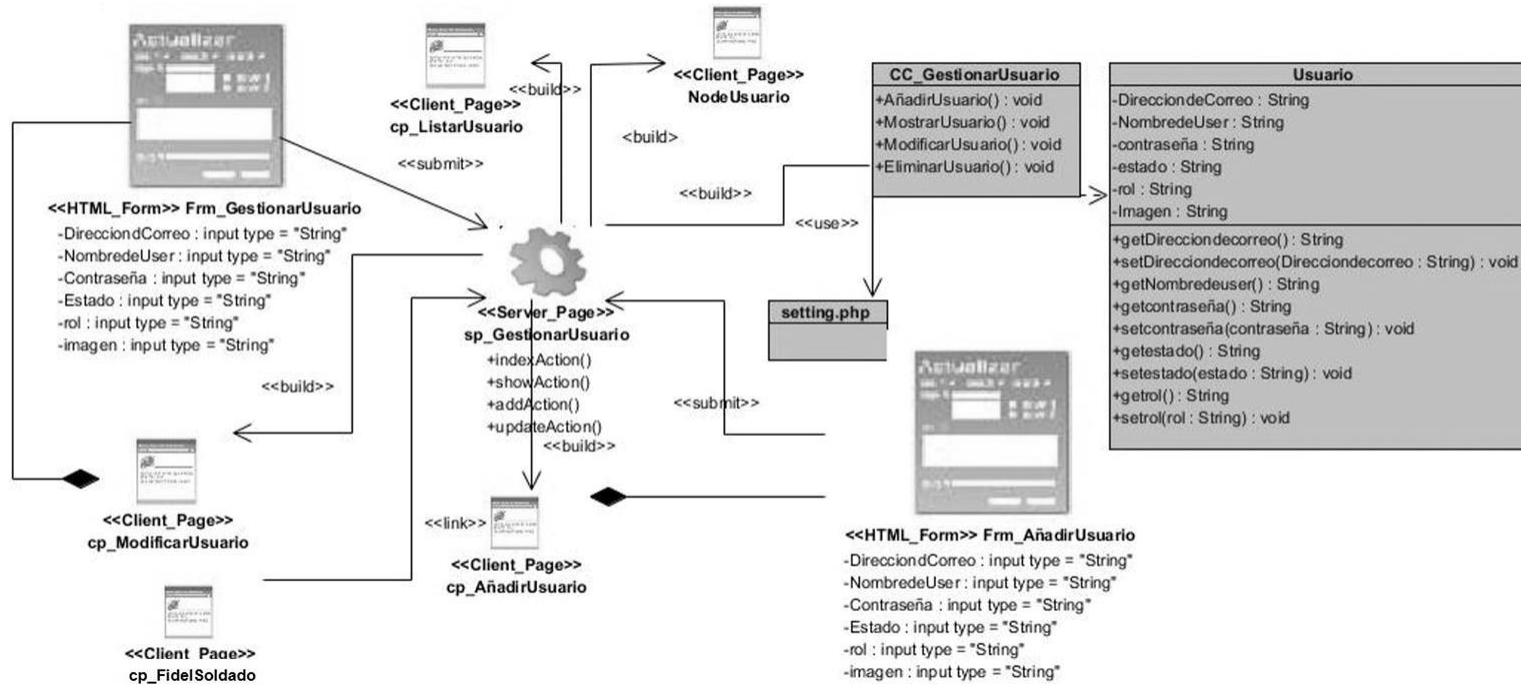 Actualizar
<<HTML_Form>> Frm_GestionarUsuario
-DirecciondCorreo : input type = "String"
-NombredeUser : input type = "String"
-Contraseña : input type = "String"
-Estado : input type = "String"
-rol : input type = "String"
-imagen : input type = "String"
<<Client_Page>>
cp_ListarUsuario
<<build>>
<<submit>>
<<Client_Page>>
NodeUsuario
<build>
<<build>>
<<use>>
CC_GestionarUsuario
+AñadirUsuario() : void
+MostrarUsuario() : void
+ModificarUsuario() : void
+EliminarUsuario() : void
Usuario
-DirecciondeCorreo : String
-NombredeUser : String
-contraseña : String
-estado : String
-rol : String
-Imagen : String
+getDirecciondecorreo() : String
+setDirecciondecorreo(Direcciondecorreo : String) : void
+getNombredeuser() : String
+getcontraseña() : String
+setcontraseña(contraseña : String) : void
+getestado() : String
+setestado(estado : String) : void
+getrol() : String
+setrol(rol : String) : void
setting.php
<<Server_Page>>
sp_GestionarUsuario
+indexAction()
+showAction()
+addAction()
+updateAction()
<<build>>
<<build>>
<<submit>>
<<link>>
<<Client_Page>>
cp_ModificarUsuario
<<Client_Page>>
cp_AñadirUsuario
<<Client_Page>>
cp_FidelSoldado
Actualizar
<<HTML_Form>> Frm_AñadirUsuario
-DirecciondCorreo : input type = "String"
-NombredeUser : input type = "String"
-Contraseña : input type = "String"
-Estado : input type = "String"
-rol : input type = "String"
-imagen : input type = "String"